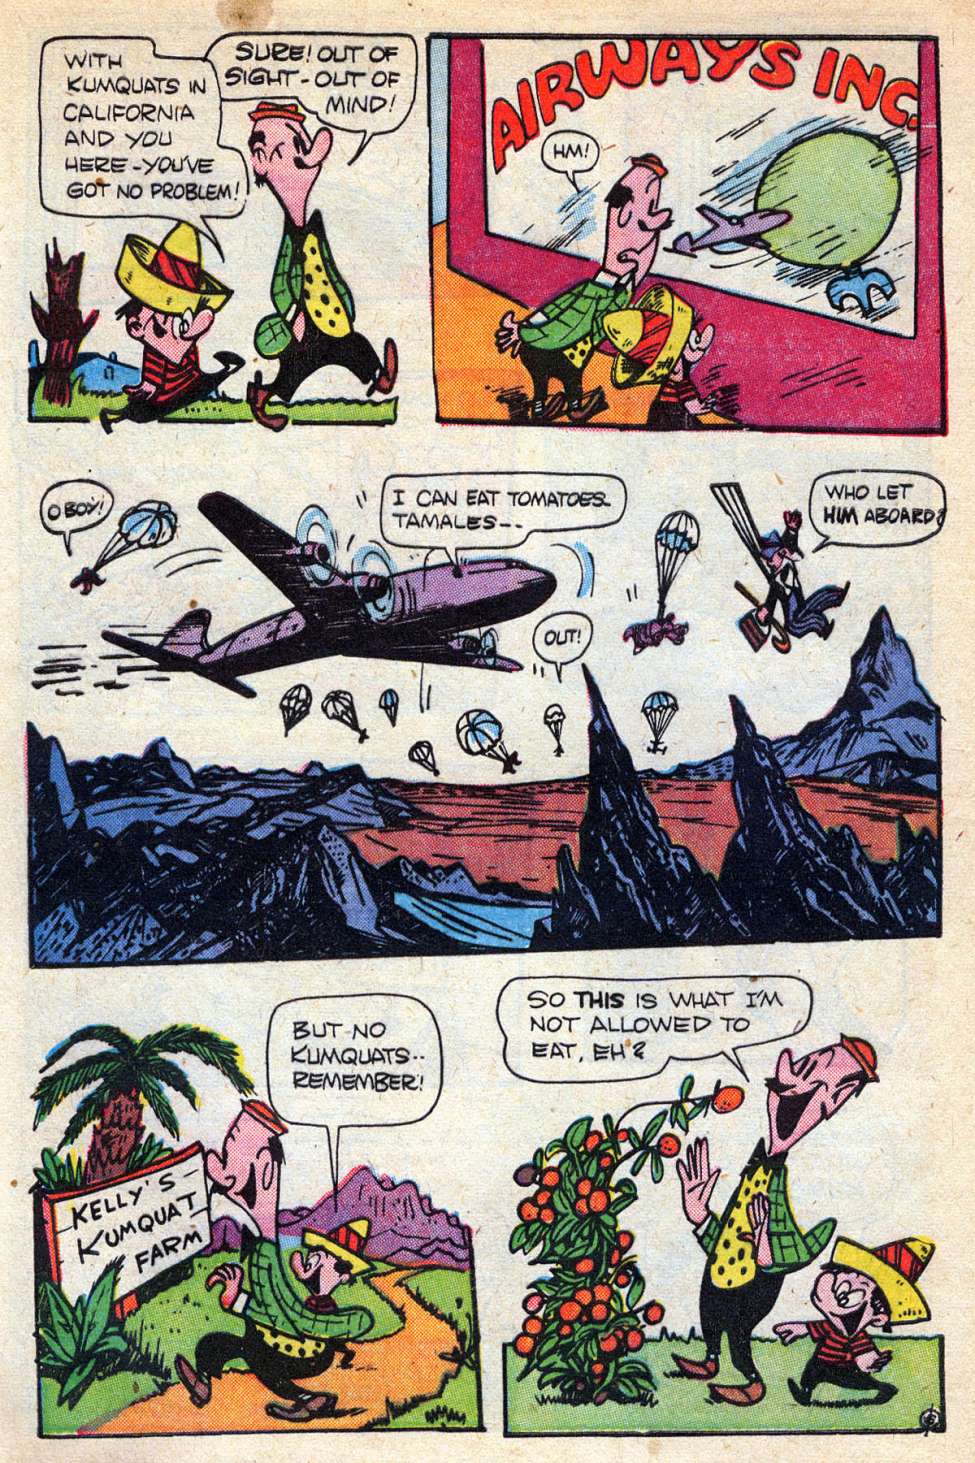 WITH
KUMQUATS IN
CALIFORNIA
AND YOU
HERE-YOU'VE
GOT NO PROBLEM!
SURE! OUT OF
SIGHT-OUT OF
MIND!
AIRWAYS INC.
HM!
O BOY!
I CAN EAT TOMATOES
TAMALES--
WHO LET
HIM ABOARD?
OUT!
BUT NO
KUMQUATS--
REMEMBER!
KELLY'S
KUMQUAT
FARM
SO THIS IS WHAT I'M
NOT ALLOWED TO
EAT, EH?